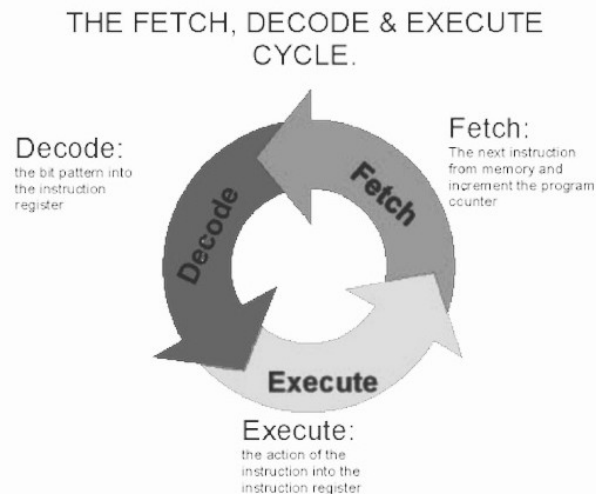 THE FETCH, DECODE & EXECUTE
CYCLE.
Decode:
the bit pattern into
the instruction
register
Fetch:
The next instruction
from memory and
increment the program
counter
Decode
Fetch
Execute
Execute:
the action of the
instruction into the
instruction register